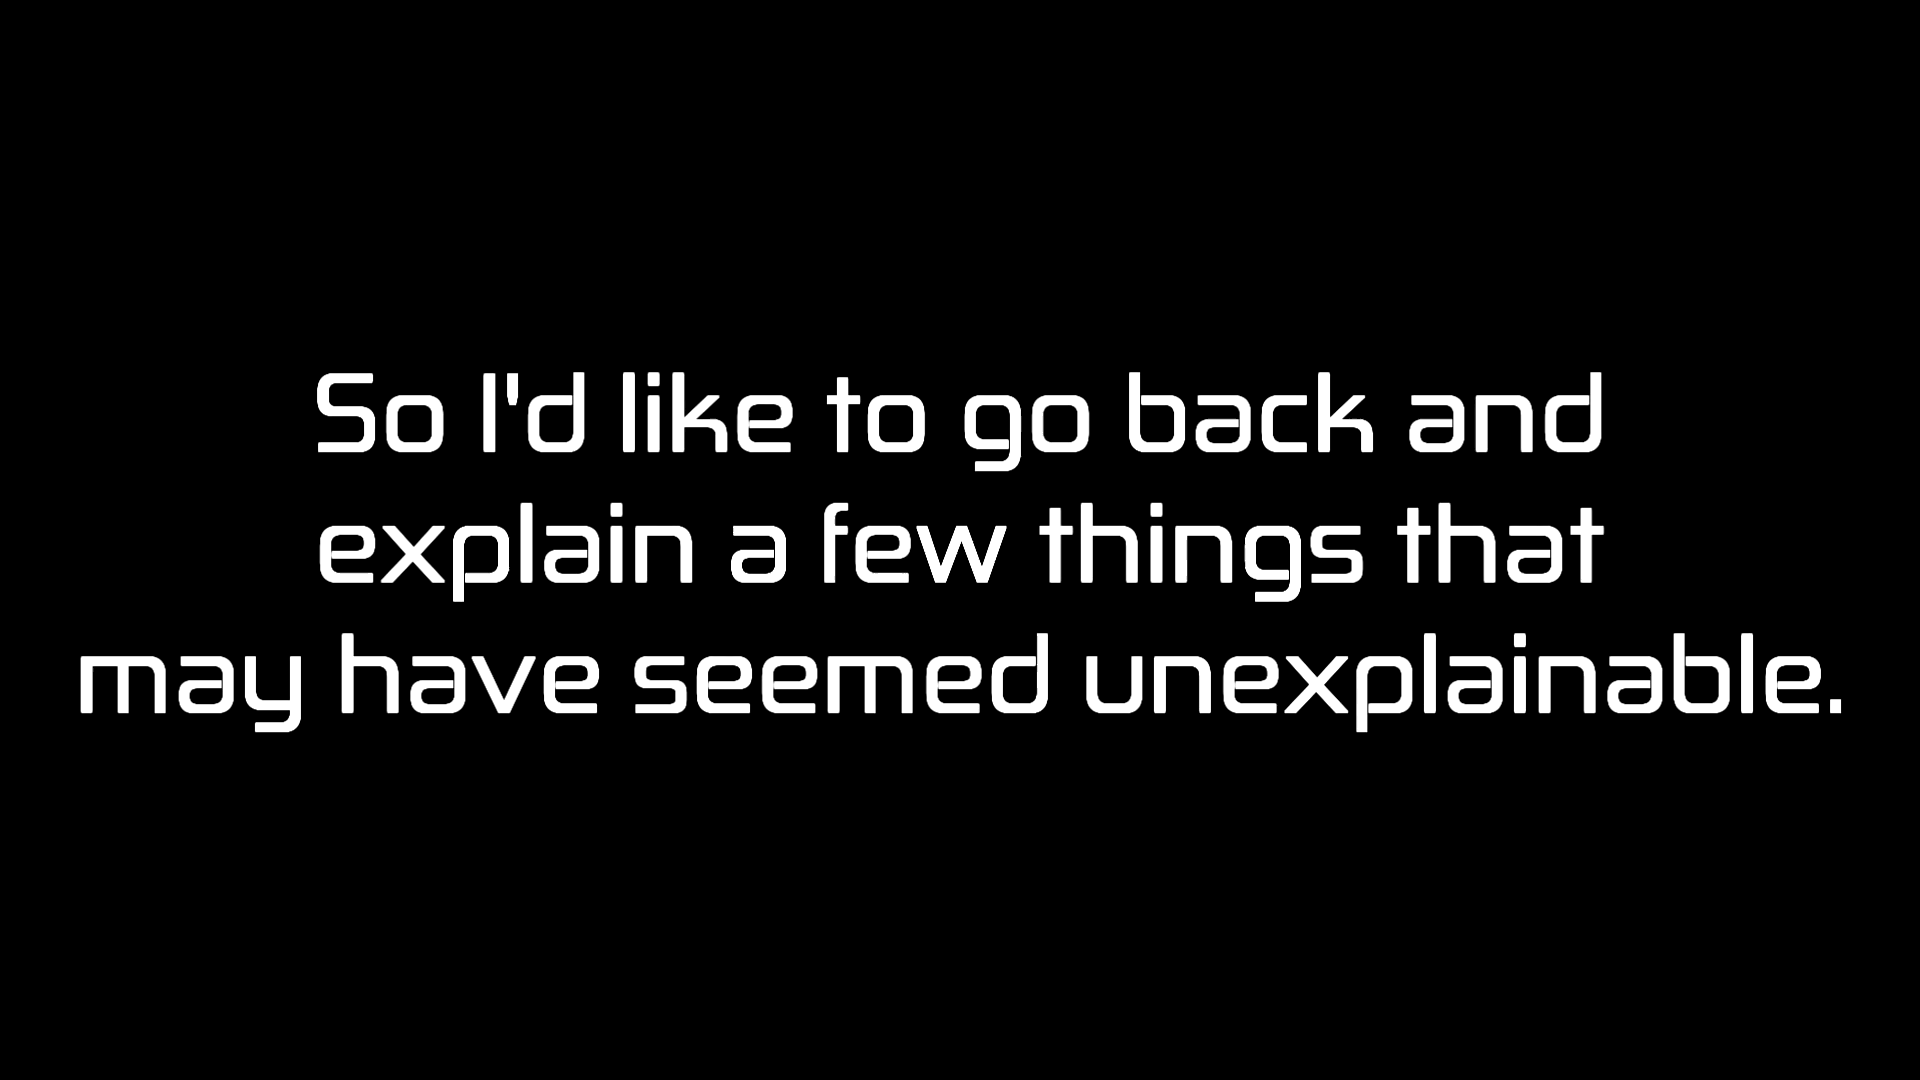 So I'd like to go back and
explain a few things that
may have seemed unexplainable.